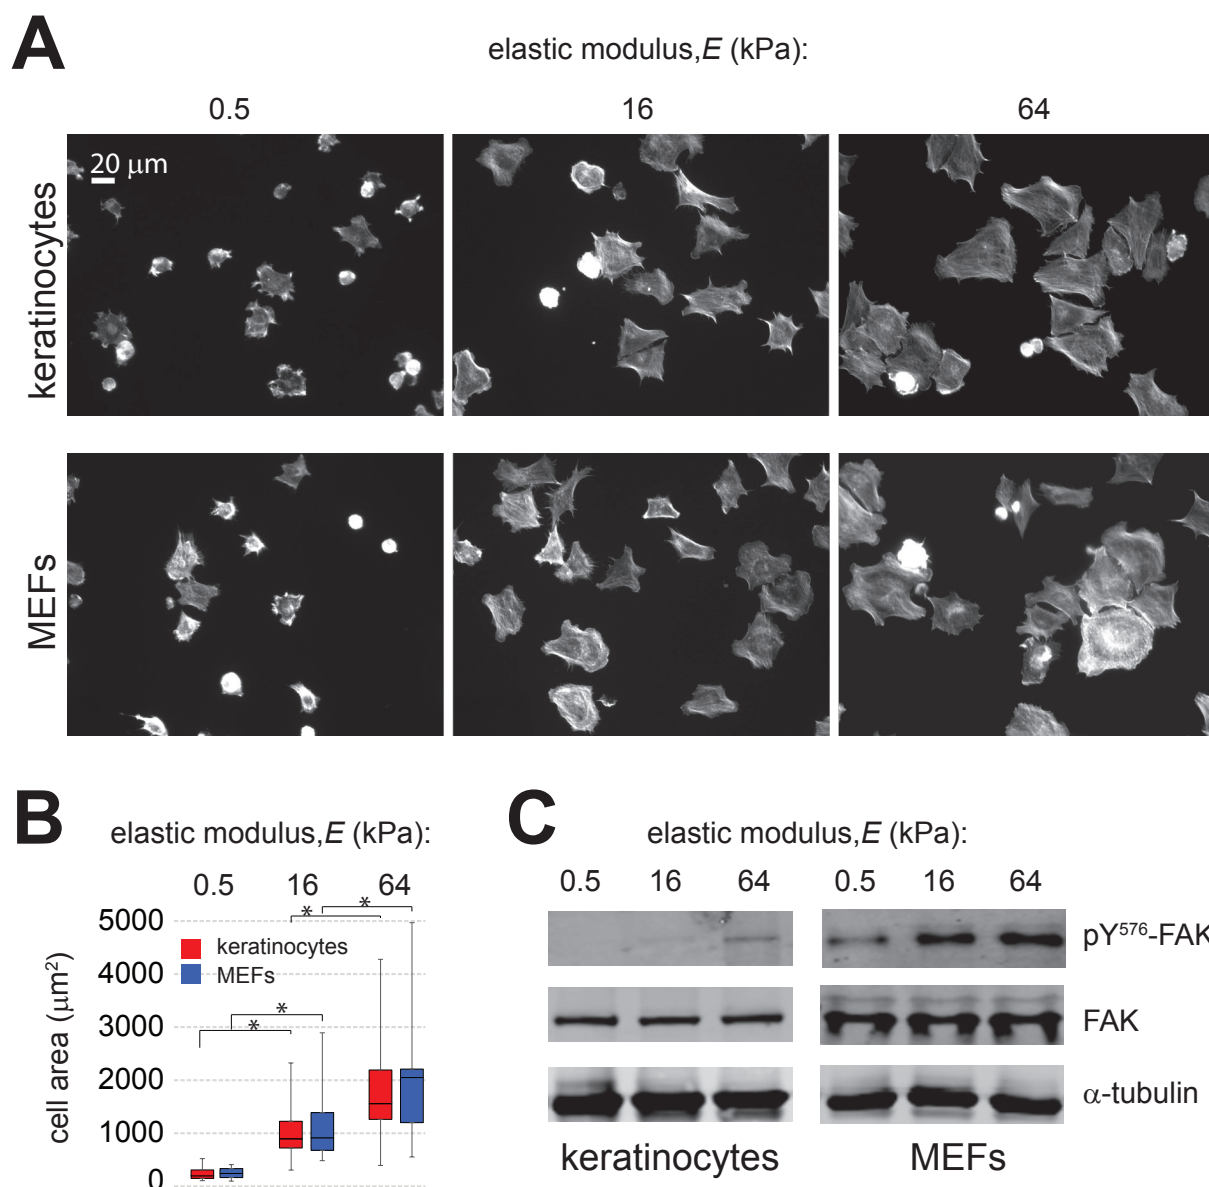 A
elastic modulus,E (kPa):
0.5 16 64
20 μm
keratinocytes
MEFs
B
elastic modulus,E (kPa):
0.5 16 64
* *
5000
keratinocytes
4000
MEFs
* *
3000
2000
1000
0
cell area (μm²)
C
elastic modulus,E (kPa):
0.5 16 64 0.5 16 64
pY⁵⁷⁶-FAK
FAK
α-tubulin
keratinocytes MEFs